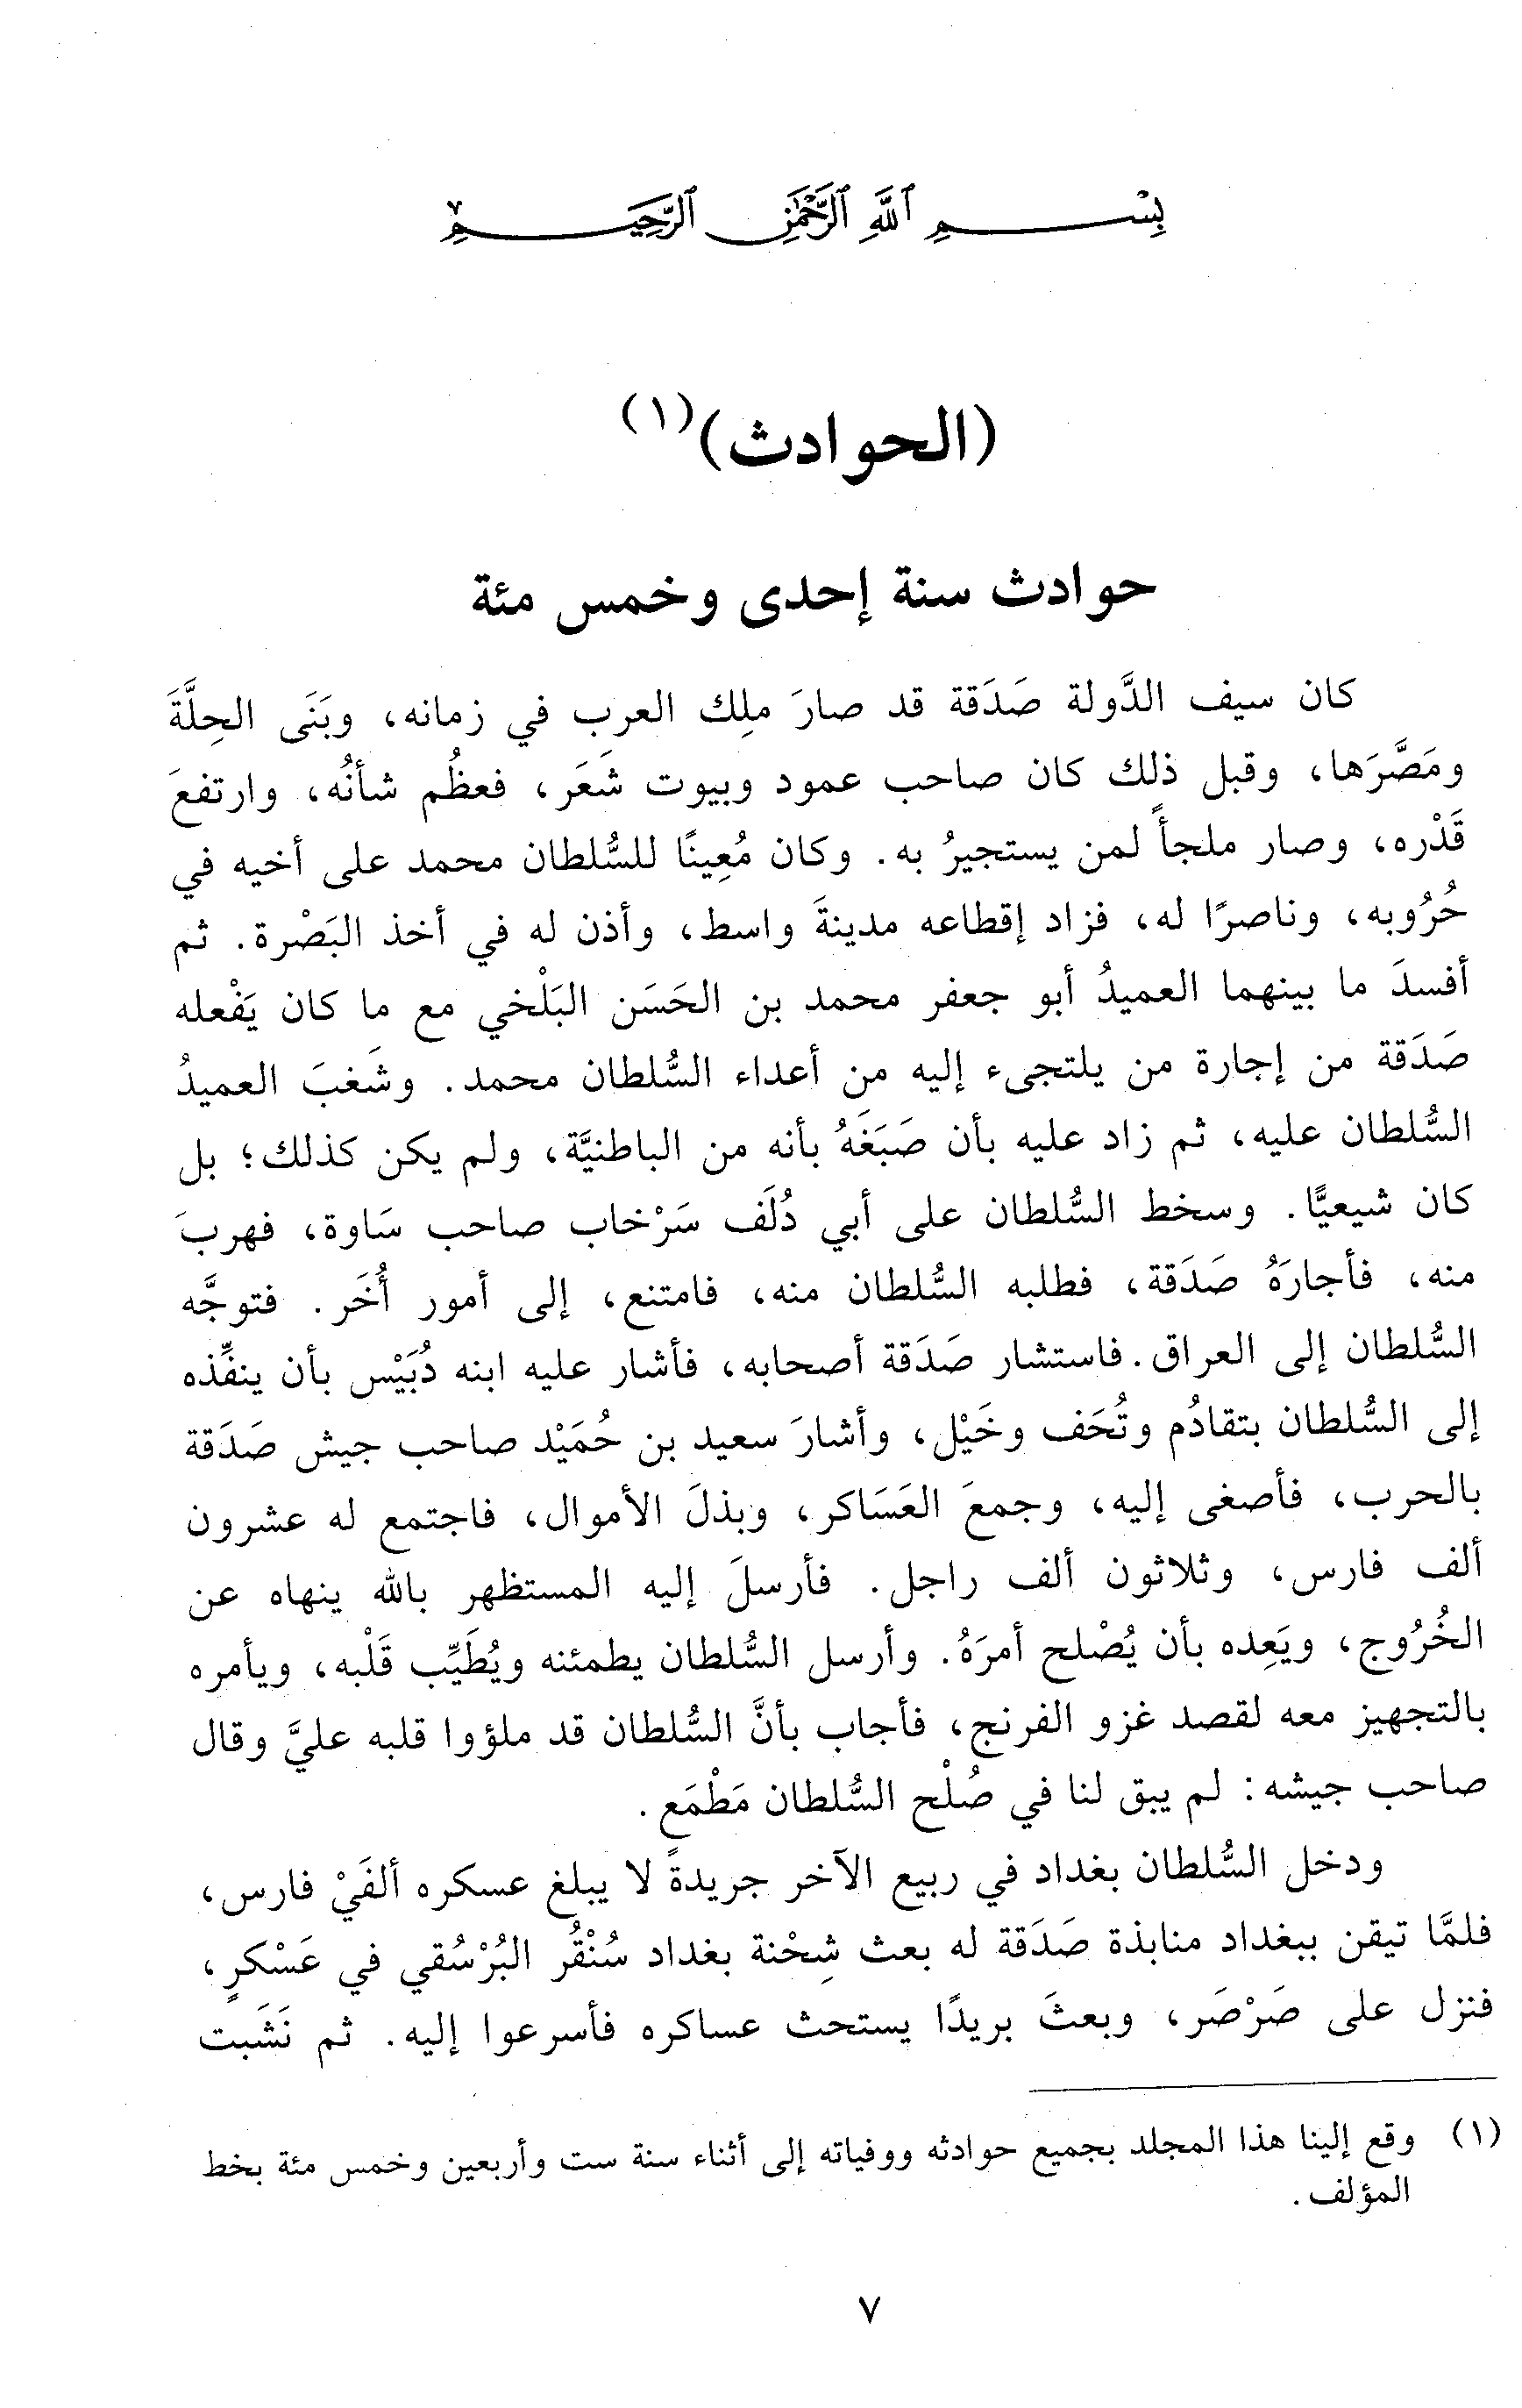 بِسْمِ ٱللَّهِ ٱلرَّحْمَٰنِ ٱلرَّحِيمِ
(الحوادث)(١)
حوادث سنة إحدى وخمس مئة
كان سيف الدَّولة صَدَقة قد صارَ ملِك العرب في زمانه، وبَنَى الحِلَّةَ
ومَصَّرَها، وقبل ذلك كان صاحب عمود وبيوت شَعَر، فعظُم شأنُه، وارتفعَ
قَدْره، وصار ملجأً لمن يستجيرُ به. وكان مُعِينًا للسُّلطان محمد على أخيه في
حُرُوبه، وناصرًا له، فزاد إقطاعه مدينةَ واسط، وأذن له في أخذ البَصْرة. ثم
أفسدَ ما بينهما العميدُ أبو جعفر محمد بن الحَسَن البَلْخي مع ما كان يَفْعله
صَدَقة من إجارة من يلتجىء إليه من أعداء السُّلطان محمد. وشَغبَ العميدُ
السُّلطان عليه، ثم زاد عليه بأن صَبَغَهُ بأنه من الباطنيَّة، ولم يكن كذلك؛ بل
كان شيعيًّا. وسخط السُّلطان على أبي دُلَف سَرْخاب صاحب سَاوة، فهربَ
منه، فأجارَهُ صَدَقة، فطلبه السُّلطان منه، فامتنع، إلى أمور أُخَر. فتوجَّه
السُّلطان إلى العراق. فاستشار صَدَقة أصحابه، فأشار عليه ابنه دُبَيْس بأن ينفِّذه
إلى السُّلطان بتقادُم وتُحَف وخَيْل، وأشارَ سعيد بن حُمَيْد صاحب جيش صَدَقة
بالحرب، فأصغى إليه، وجمعَ العَسَاكر، وبذلَ الأموال، فاجتمع له عشرون
ألف فارس، وثلاثون ألف راجل. فأرسلَ إليه المستظهر بالله ينهاه عن
الخُرُوج، ويَعِده بأن يُصْلح أمرَهُ. وأرسل السُّلطان يطمئنه ويُطَيِّب قَلْبه، ويأمره
بالتجهيز معه لقصد غزو الفرنج، فأجاب بأنَّ السُّلطان قد ملؤوا قلبه عليَّ وقال
صاحب جيشه: لم يبق لنا في صُلْح السُّلطان مَطْمَع.
ودخل السُّلطان بغداد في ربيع الآخر جريدةً لا يبلغ عسكره ألفَيْ فارس،
فلمَّا تيقن ببغداد منابذة صَدَقة له بعث شِحْنة بغداد سُنْقُر البُرْسُقي في عَسْكرٍ،
فنزل على صَرْصَر، وبعثَ بريدًا يستحث عساكره فأسرعوا إليه. ثم نَشَبت
(١) وقع إلينا هذا المجلد بجميع حوادثه ووفياته إلى أثناء سنة ست وأربعين وخمس مئة بخط
المؤلف.
٧